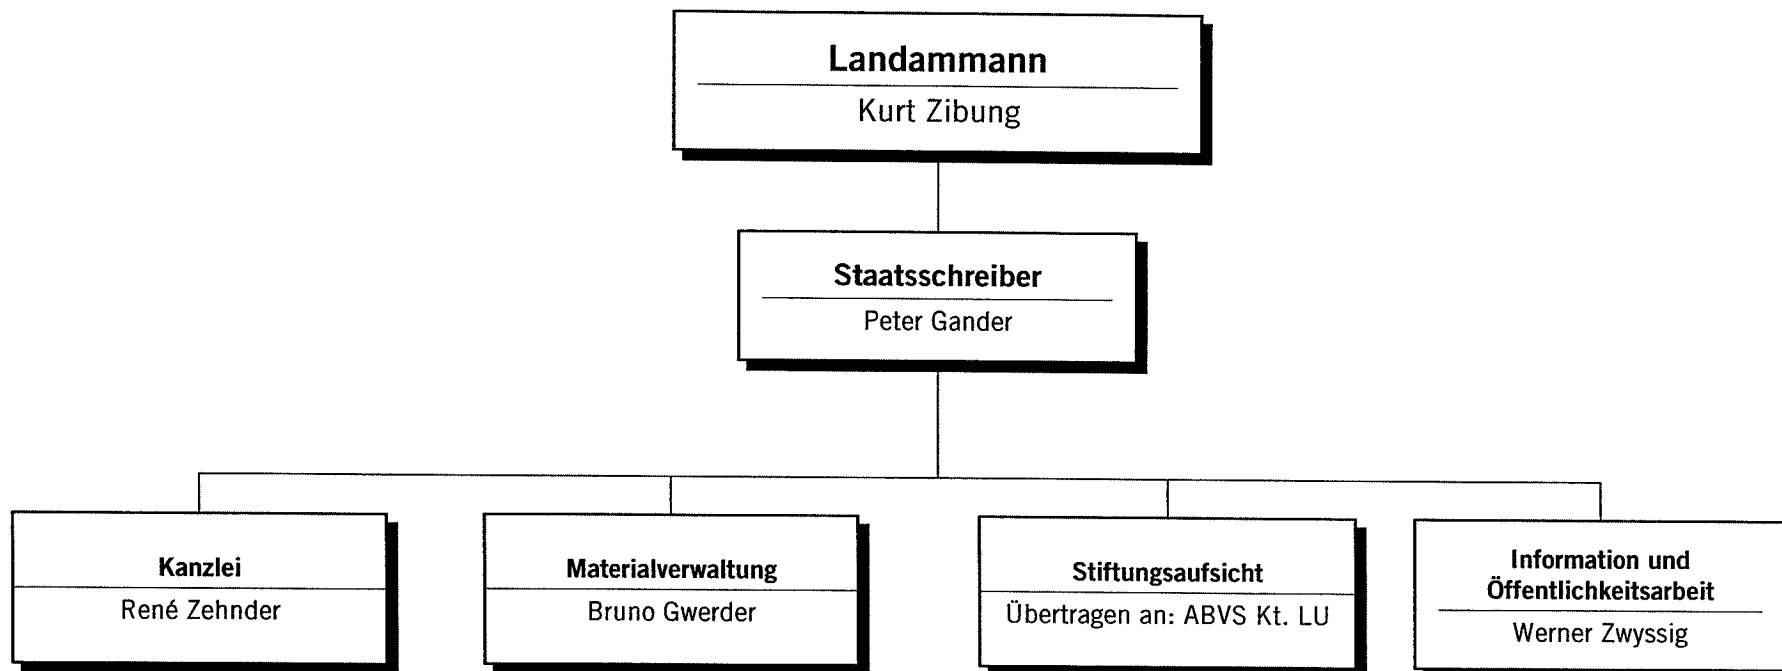 Landammann
Kurt Zibung
Staatsschreiber
Peter Gander
Kanzlei
René Zehnder
Materialverwaltung
Bruno Gwerder
Stiftungsaufsicht
Übertragen an: ABVS Kt. LU
Information und
Öffentlichkeitsarbeit
Werner Zwyssig